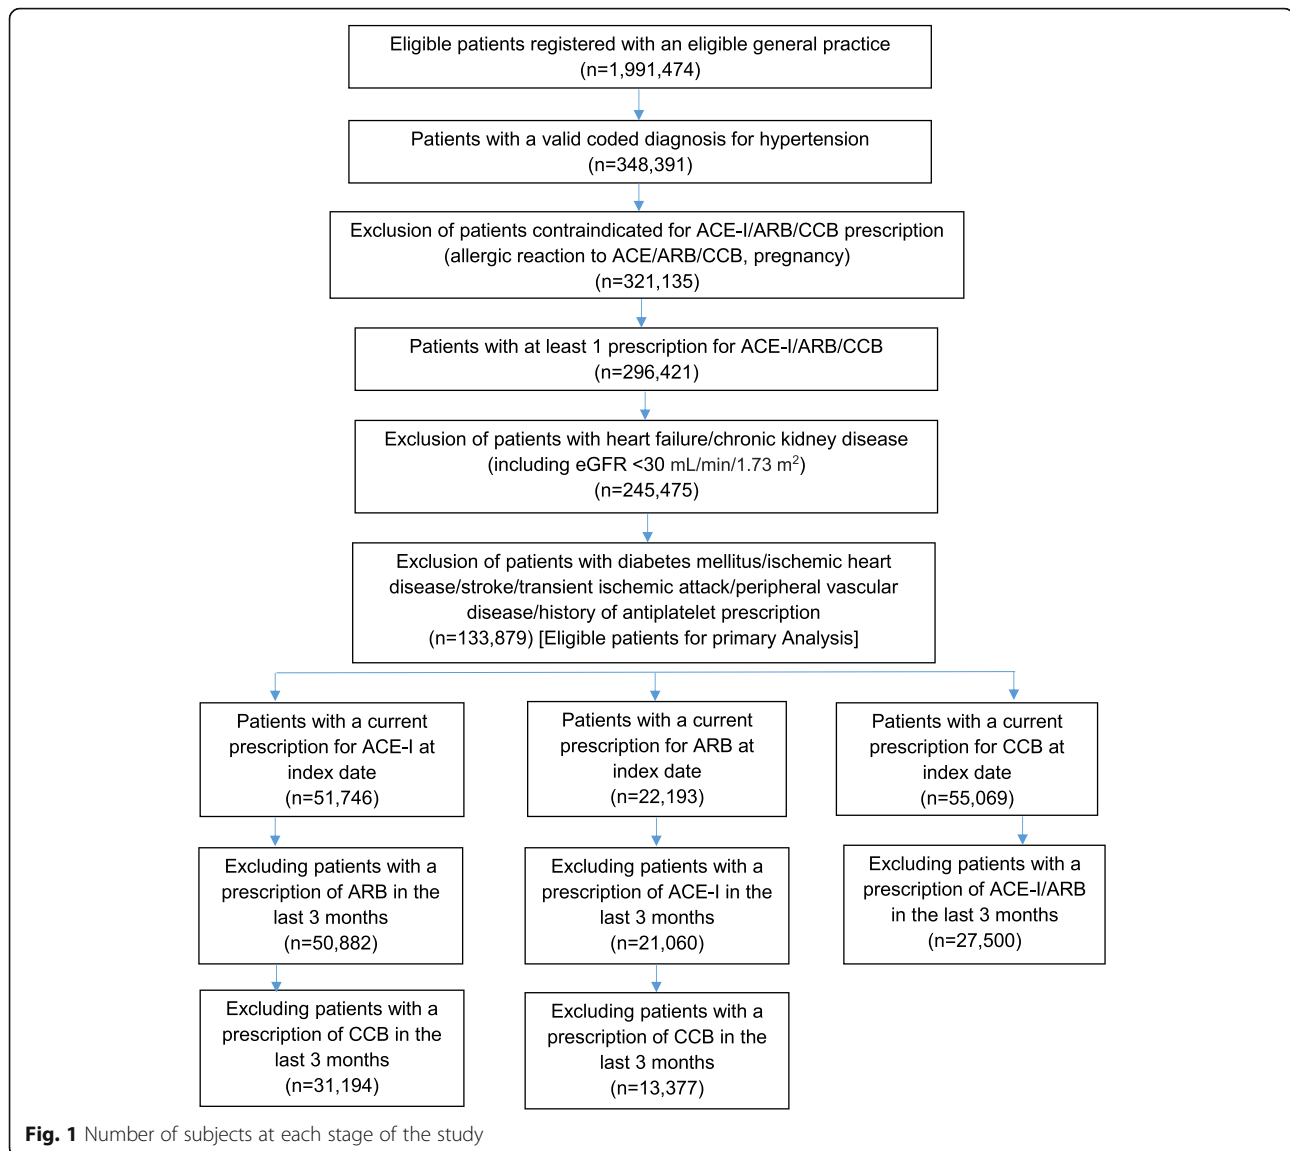 Eligible patients registered with an eligible general practice
(n=1,991,474)
Patients with a valid coded diagnosis for hypertension
(n=348,391)
Exclusion of patients contraindicated for ACE-I/ARB/CCB prescription
(allergic reaction to ACE/ARB/CCB, pregnancy)
(n=321,135)
Patients with at least 1 prescription for ACE-I/ARB/CCB
(n=296,421)
Exclusion of patients with heart failure/chronic kidney disease
(including eGFR <30 mL/min/1.73 m²)
(n=245,475)
Exclusion of patients with diabetes mellitus/ischemic heart
disease/stroke/transient ischemic attack/peripheral vascular
disease/history of antiplatelet prescription
(n=133,879) [Eligible patients for primary Analysis]
Patients with a current
prescription for ACE-I at
index date
(n=51,746)
Patients with a current
prescription for ARB at
index date
(n=22,193)
Patients with a current
prescription for CCB at
index date
(n=55,069)
Excluding patients with a
prescription of ARB in the
last 3 months
(n=50,882)
Excluding patients with a
prescription of ACE-I in the
last 3 months
(n=21,060)
Excluding patients with a
prescription of ACE-I/ARB
in the last 3 months
(n=27,500)
Excluding patients with a
prescription of CCB in the
last 3 months
(n=31,194)
Excluding patients with a
prescription of CCB in the
last 3 months
(n=13,377)
Fig. 1 Number of subjects at each stage of the study